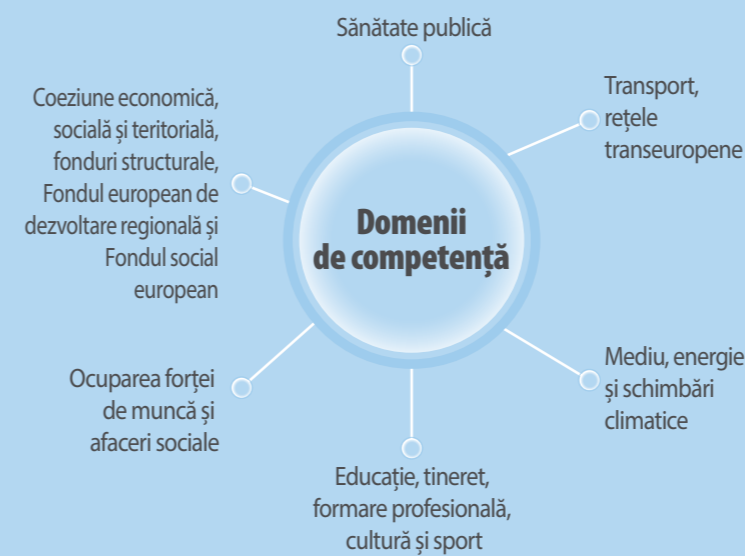 Sănătate publică
Transport,
rețele
transeuropene
Coeziune economică,
socială și teritorială,
fonduri structurale,
Fondul european de
dezvoltare regională și
Fondul social
european
Domenii
de competență
Mediu, energie
și schimbări
climatice
Ocuparea forței
de muncă și
afaceri sociale
Educație, tineret,
formare profesională,
cultură și sport